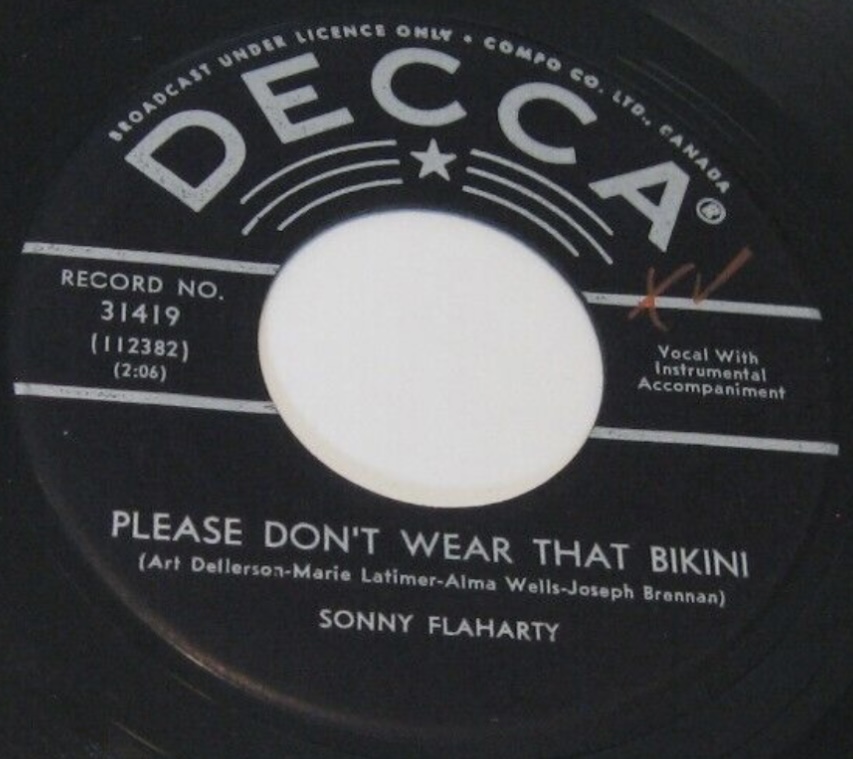 BROADCAST UNDER LICENCE ONLY • COMPO CO. LTD., CANADA
DECCA®
RECORD NO.
31419
(112382)
(2:06)
Vocal With
Instrumental
Accompaniment
PLEASE DON'T WEAR THAT BIKINI
(Art Dellerson-Marie Latimer-Alma Wells-Joseph Brennan)
SONNY FLAHARTY